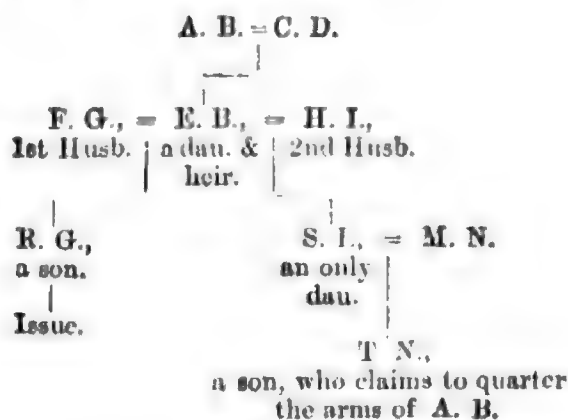 A. B. = C. D.
F. G., = E. B., = H. I.,
1st Husb. a dau. & 2nd Husb.
heir.
R. G., S. I., = M. N.
a son. an only
dau.
Issue.
T N.,
a son, who claims to quarter
the arms of A. B.